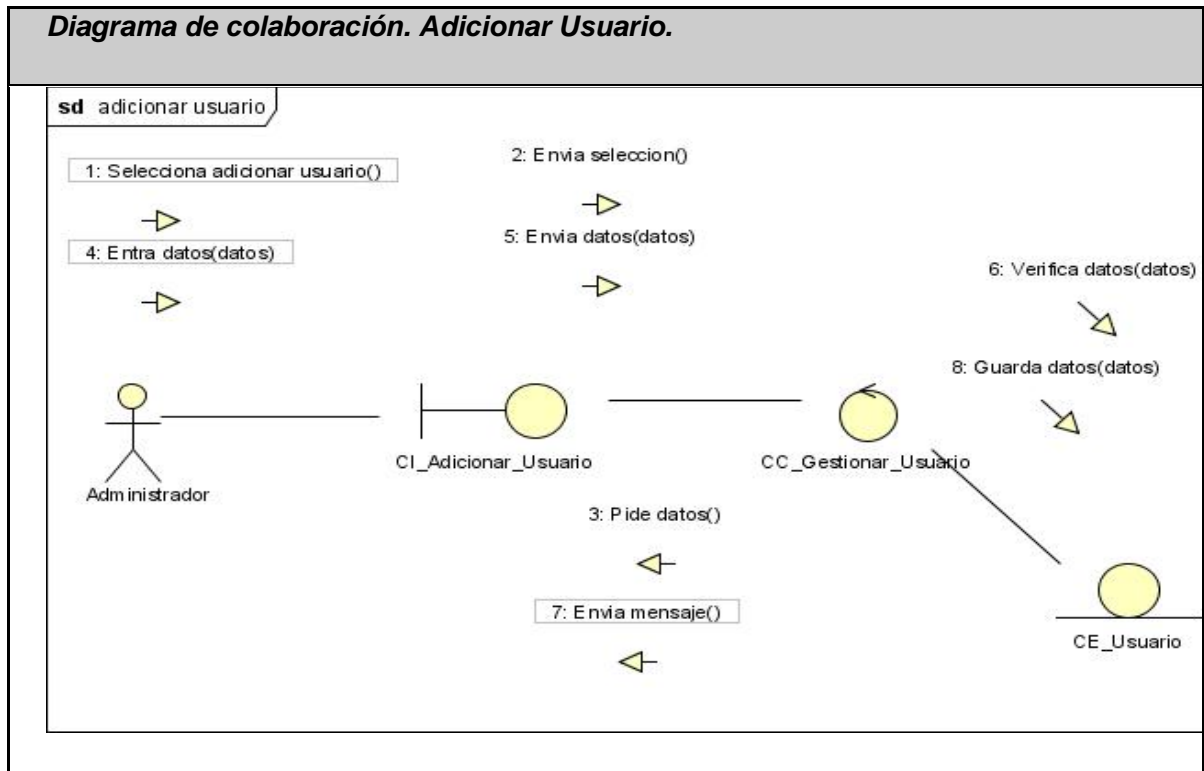 Diagrama de colaboración. Adicionar Usuario.
sd adicionar usuario
1: Selecciona adicionar usuario()
2: Envia seleccion()
4: Entra datos(datos)
5: Envia datos(datos)
6: Verifica datos(datos)
8: Guarda datos(datos)
Administrador
CI_Adicionar_Usuario
CC_Gestionar_Usuario
3: Pide datos()
7: Envia mensaje()
CE_Usuario